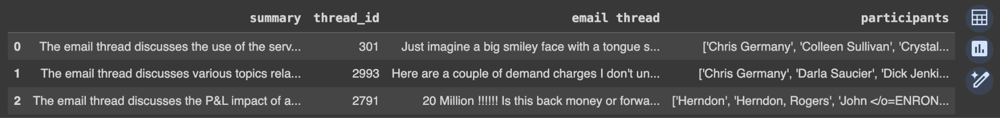 summary thread_id email thread participants
0 The email thread discusses the use of the serv... 301 Just imagine a big smiley face with a tongue s... ['Chris Germany', 'Colleen Sullivan', 'Crystal...
1 The email thread discusses various topics rela... 2993 Here are a couple of demand charges I don't un... ['Chris Germany', 'Darla Saucier', 'Dick Jenki...
2 The email thread discusses the P&L impact of a... 2791 20 Million !!!!!! Is this back money or forwa... ['Herndon', 'Herndon, Rogers', 'John </o=ENRON...